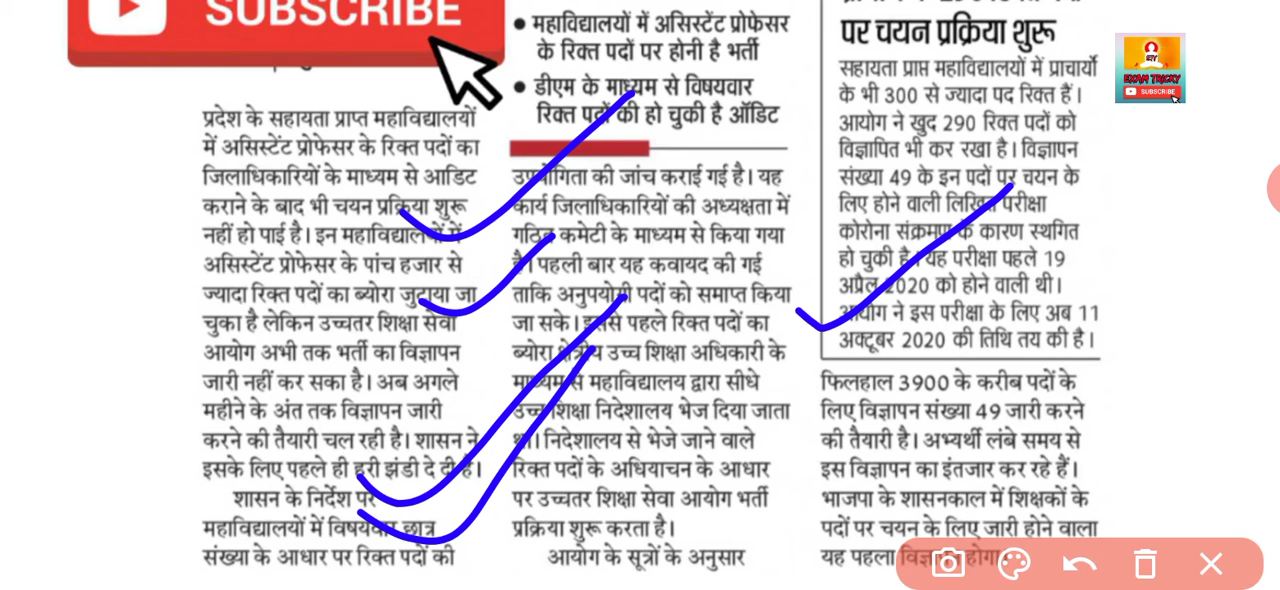 SUBSCRIBE
प्रदेश के सहायता प्राप्त महाविद्यालयों
में असिस्टेंट प्रोफेसर के रिक्त पदों का
जिलाधिकारियों के माध्यम से आडिट
कराने के बाद भी चयन प्रक्रिया शुरू
नहीं हो पाई है। इन महाविद्यालयों में
असिस्टेंट प्रोफेसर के पांच हजार से
ज्यादा रिक्त पदों का ब्योरा जुटाया जा
चुका है लेकिन उच्चतर शिक्षा सेवा
आयोग अभी तक भर्ती का विज्ञापन
जारी नहीं कर सका है। अब अगले
महीने के अंत तक विज्ञापन जारी
करने की तैयारी चल रही है। शासन ने
इसके लिए पहले ही हरी झंडी दे दी है।
शासन के निर्देश पर
महाविद्यालयों में विषयवार छात्र
संख्या के आधार पर रिक्त पदों की
● महाविद्यालयों में असिस्टेंट प्रोफेसर
के रिक्त पदों पर होनी है भर्ती
● डीएम के माध्यम से विषयवार
रिक्त पदों की हो चुकी है ऑडिट
उपयोगिता की जांच कराई गई है। यह
कार्य जिलाधिकारियों की अध्यक्षता में
गठित कमेटी के माध्यम से किया गया
है। पहली बार यह कवायद की गई
ताकि अनुपयोगी पदों को समाप्त किया
जा सके। इससे पहले रिक्त पदों का
ब्योरा क्षेत्रीय उच्च शिक्षा अधिकारी के
माध्यम से महाविद्यालय द्वारा सीधे
उच्च शिक्षा निदेशालय भेज दिया जाता
था। निदेशालय से भेजे जाने वाले
रिक्त पदों के अधियाचन के आधार
पर उच्चतर शिक्षा सेवा आयोग भर्ती
प्रक्रिया शुरू करता है।
आयोग के सूत्रों के अनुसार
पर चयन प्रक्रिया शुरू
सहायता प्राप्त महाविद्यालयों में प्राचार्यो
के भी 300 से ज्यादा पद रिक्त हैं।
आयोग ने खुद 290 रिक्त पदों को
विज्ञापित भी कर रखा है। विज्ञापन
संख्या 49 के इन पदों पर चयन के
लिए होने वाली लिखित परीक्षा
कोरोना संक्रमण के कारण स्थगित
हो चुकी है। यह परीक्षा पहले 19
अप्रैल 2020 को होने वाली थी।
आयोग ने इस परीक्षा के लिए अब 11
अक्टूबर 2020 की तिथि तय की है।
फिलहाल 3900 के करीब पदों के
लिए विज्ञापन संख्या 49 जारी करने
की तैयारी है। अभ्यर्थी लंबे समय से
इस विज्ञापन का इंतजार कर रहे हैं।
भाजपा के शासनकाल में शिक्षकों के
पदों पर चयन के लिए जारी होने वाला
यह पहला विज्ञापन होगा
EXAM TRICKY
SUBSCRIBE